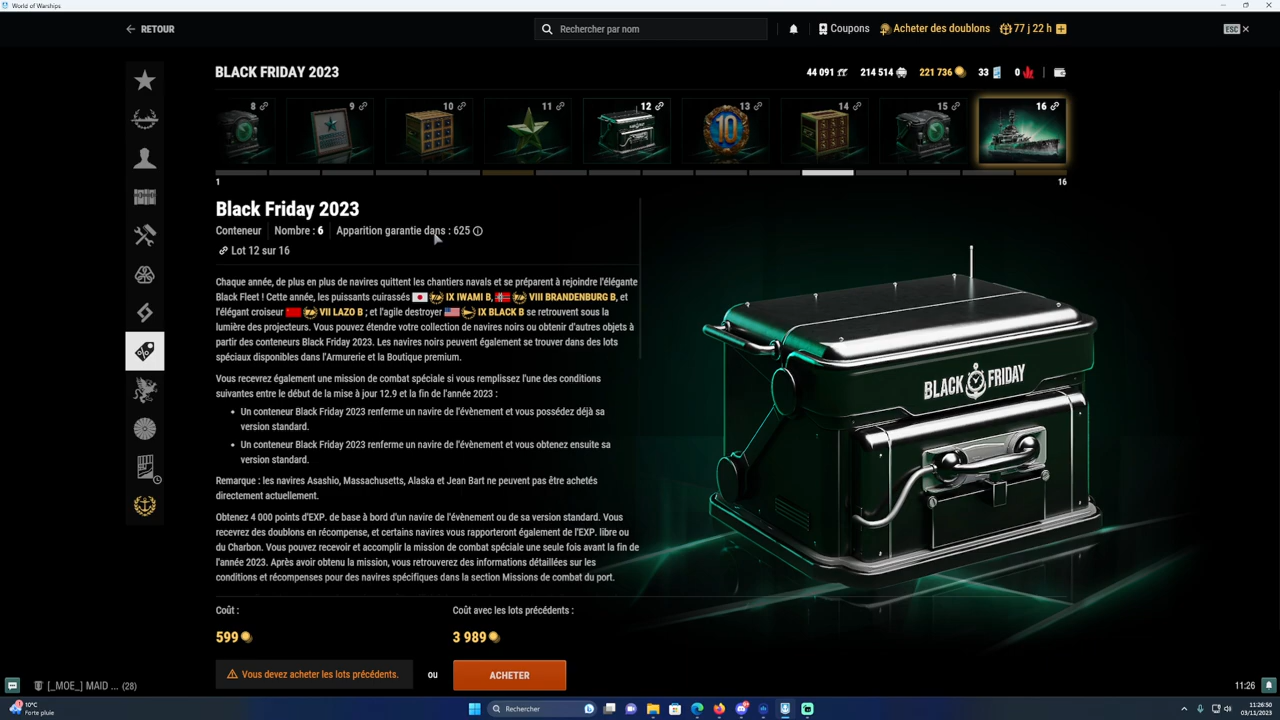 World of Warships
RETOUR
Rechercher par nom
Coupons
Acheter des doublons
77 j 22 h
ESC
BLACK FRIDAY 2023
44 091
214 514
221 736
33
0
8
9
10
11
12
13
14
15
16
1
16
Black Friday 2023
Conteneur
Nombre : 6
Apparition garantie dans : 625
Lot 12 sur 16
Chaque année, de plus en plus de navires quittent les chantiers navals et se préparent à rejoindre l'élégante
Black Fleet ! Cette année, les puissants cuirassés IX IWAMI B, VIII BRANDENBURG B, et
l'élégant croiseur VII LAZO B ; et l'agile destroyer IX BLACK B se retrouvent sous la
lumière des projecteurs. Vous pouvez étendre votre collection de navires noirs ou obtenir d'autres objets à
partir des conteneurs Black Friday 2023. Les navires noirs peuvent également se trouver dans des lots
spéciaux disponibles dans l'Armurerie et la Boutique premium.
Vous recevrez également une mission de combat spéciale si vous remplissez l'une des conditions
suivantes entre le début de la mise à jour 12.9 et la fin de l'année 2023 :
• Un conteneur Black Friday 2023 renferme un navire de l'évènement et vous possédez déjà sa
version standard.
• Un conteneur Black Friday 2023 renferme un navire de l'évènement et vous obtenez ensuite sa
version standard.
Remarque : les navires Asashio, Massachusetts, Alaska et Jean Bart ne peuvent pas être achetés
directement actuellement.
Obtenez 4 000 points d'EXP. de base à bord d'un navire de l'évènement ou de sa version standard. Vous
recevrez des doublons en récompense, et certains navires vous rapporteront également de l'EXP. libre ou
du Charbon. Vous pouvez recevoir et accomplir la mission de combat spéciale une seule fois avant la fin de
l'année 2023. Après avoir obtenu la mission, vous retrouverez des informations détaillées sur les
conditions et récompenses pour des navires spécifiques dans la section Missions de combat du port.
BLACK FRIDAY
Coût :
Coût avec les lots précédents :
599
3 989
Vous devez acheter les lots précédents.
ou
ACHETER
[_MOE_] MAID ... (28)
11:26
10°C
Forte pluie
Rechercher
11:26:50
03/11/2023